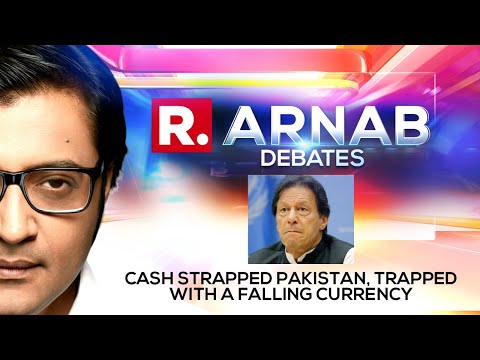 R. ARNAB
DEBATES
CASH STRAPPED PAKISTAN, TRAPPED
WITH A FALLING CURRENCY